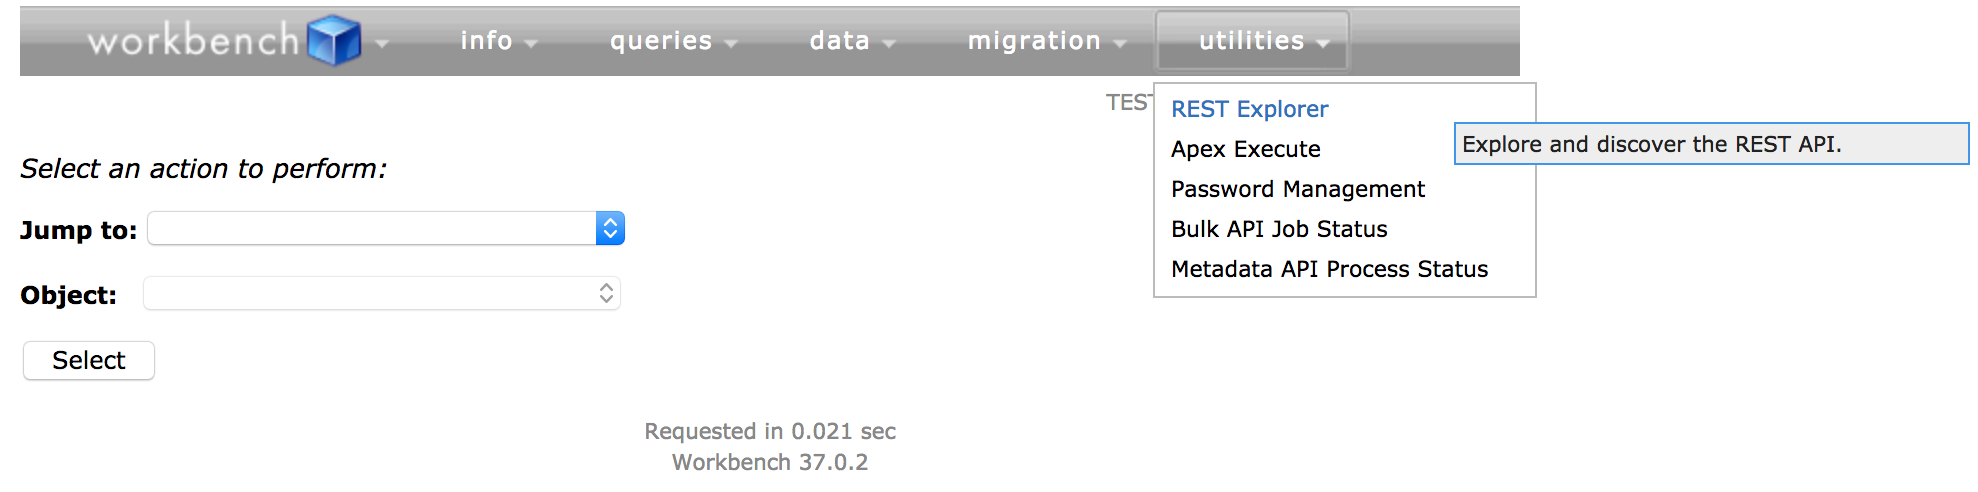 workbench info queries data migration utilities
TEST
REST Explorer
Explore and discover the REST API.
Apex Execute
Password Management
Bulk API Job Status
Metadata API Process Status
Select an action to perform:
Jump to:
Object:
Select
Requested in 0.021 sec
Workbench 37.0.2